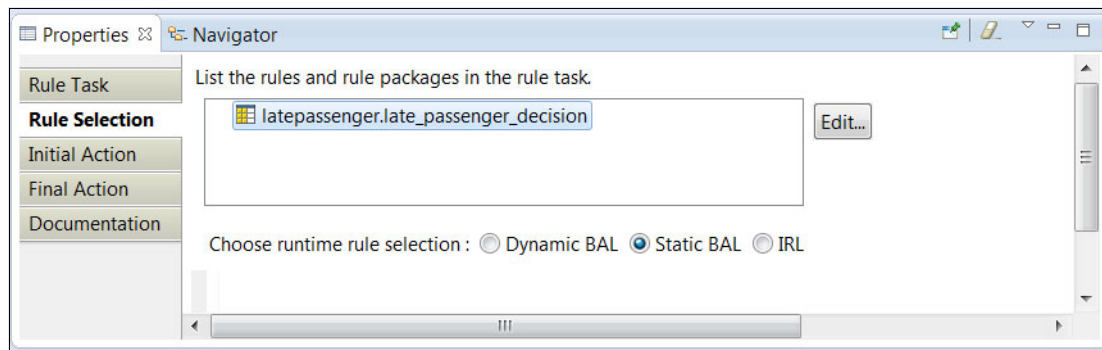 Properties Navigator
Rule Task
Rule Selection
Initial Action
Final Action
Documentation
List the rules and rule packages in the rule task.
latepassenger.late_passenger_decision
Edit...
Choose runtime rule selection : Dynamic BAL Static BAL IRL